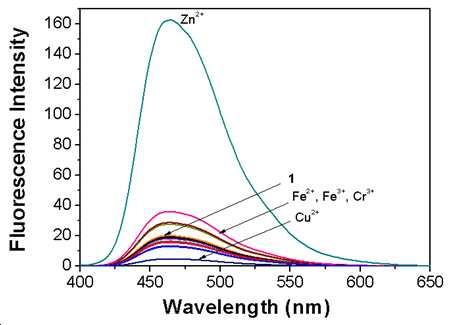 Zn²⁺
1
Fe²⁺, Fe³⁺, Cr³⁺
Cu²⁺
Fluorescence Intensity
160
140
120
100
80
60
40
20
0
400 450 500 550 600 650
Wavelength (nm)